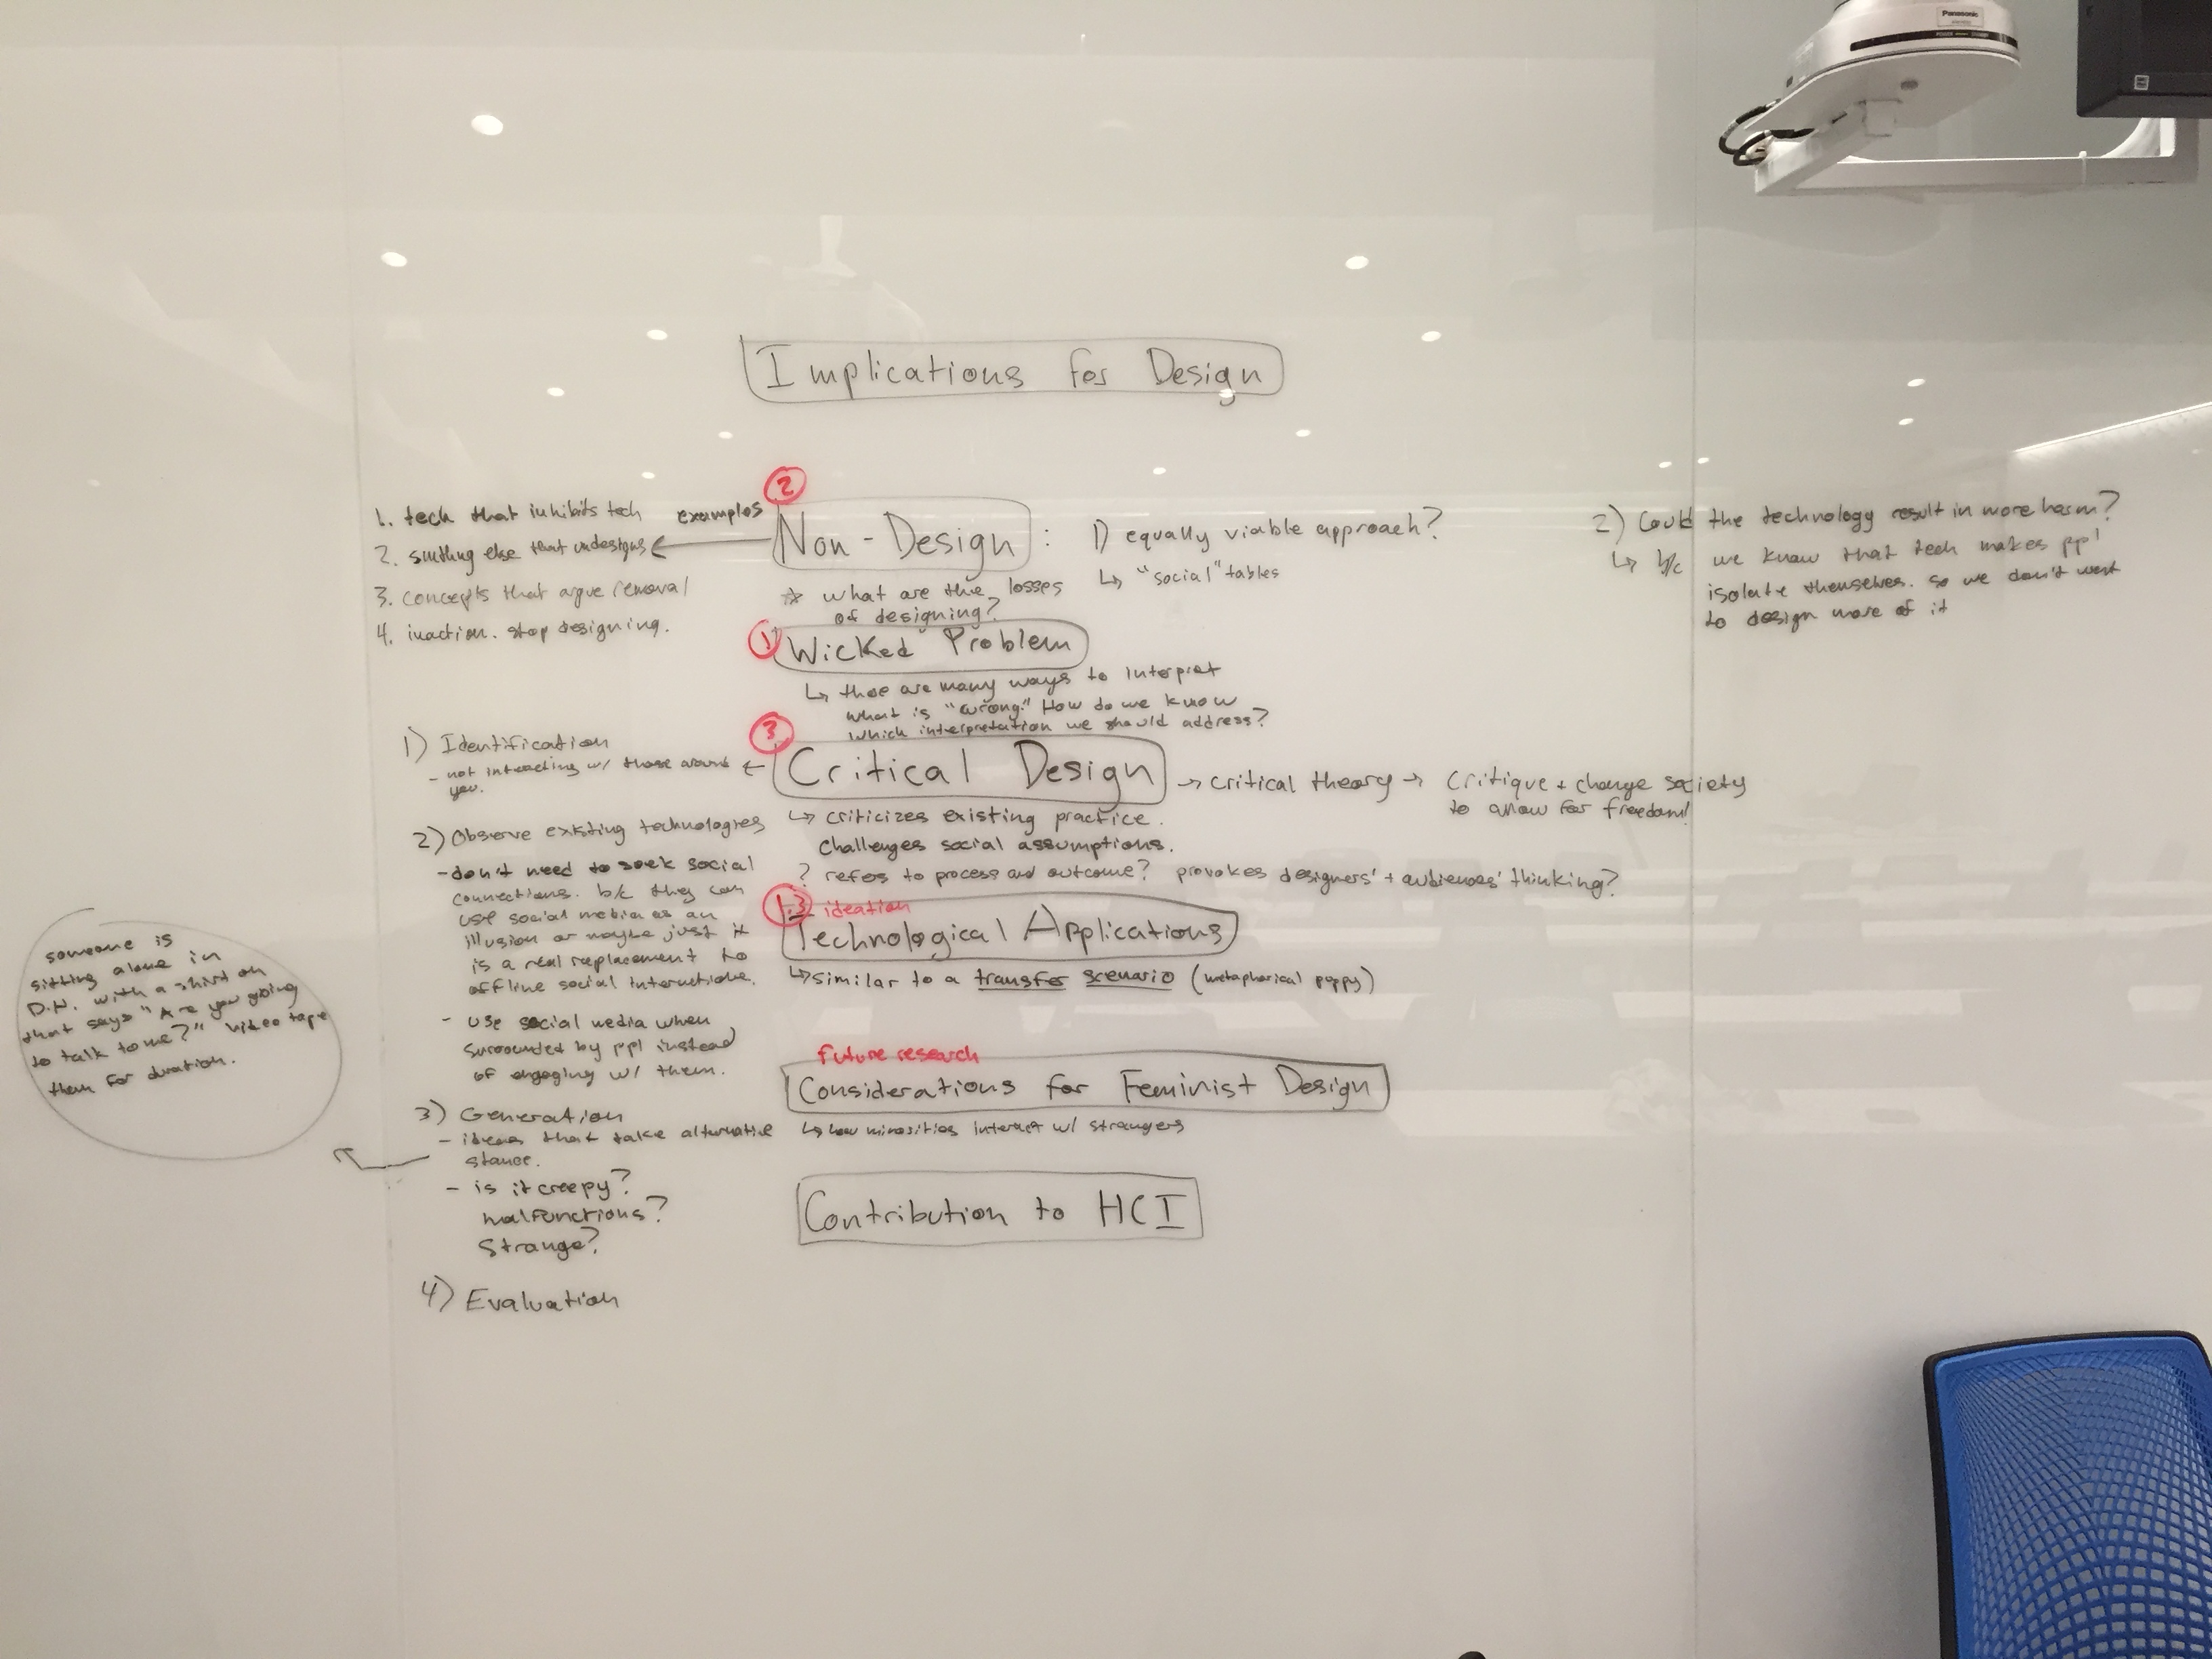 Panasonic
Implications for Design
2
1. tech that inhibits tech
2. smthng else that undesigns
3. concepts that argue removal
4. inaction. stop designing.
examples
Non-Design :
1) equally viable approach?
↳ "social" tables
2) Could the technology result in more harm?
↳ b/c we know that tech makes ppl
isolate themselves. so we don't want
to design more of it
☆ what are the losses
of designing?
1
Wicked Problem
↳ there are many ways to interpret
what is "wrong." How do we know
which interpretation we should address?
3
Critical Design
→ critical theory → critique + change society
to allow for freedom!
↳ criticizes existing practice.
challenges social assumptions.
? refers to process and outcome? provokes designers' + audiences' thinking?
1) Identification
- not interacting w/ those around
you.
2) Observe existing technologies
- don't need to seek social
connections. b/c they can
use social media as an
illusion or maybe just it
is a real replacement to
offline social interactions.
- use social media when
surrounded by ppl instead
of engaging w/ them.
3) Generation
- ideas that take alternative
stance.
- is it creepy?
malfunctions?
strange?
4) Evaluation
someone is
sitting alone in
D.H. with a shirt on
that says "Are you going
to talk to me?" video tape
them for duration.
ideation
Technological Applications
↳ similar to a transfer scenario (metaphorical poppy)
future research
Considerations for Feminist Design
↳ how minorities interact w/ strangers
Contribution to HCI